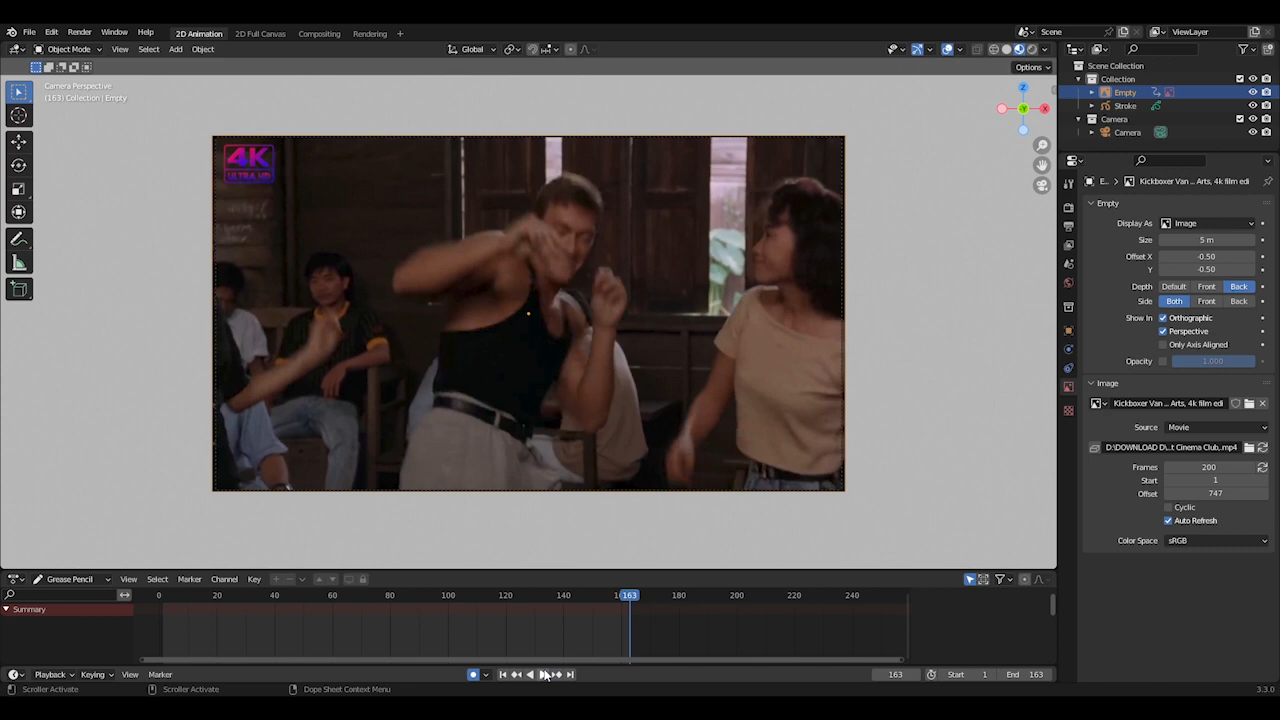 File Edit Render Window Help 2D Animation 2D Full Canvas Compositing Rendering + Scene ViewLayer
Object Mode View Select Add Object Global
Options
Camera Perspective
(163) Collection | Empty
Z
Y
X
4K
ULTRA HD
Scene Collection
Collection
Empty
Stroke
Camera
Camera
E... Kickboxer Van ... Arts, 4k film edi
Empty
Display As Image
Size 5 m
Offset X -0.50
Y -0.50
Depth Default Front Back
Side Both Front Back
Show In Orthographic
Perspective
Only Axis Aligned
Opacity 1.000
Image
Kickboxer Van ... Arts, 4k film edi
Source Movie
D:\DOWNLOAD D\...t Cinema Club,.mp4
Frames 200
Start 1
Offset 747
Cyclic
Auto Refresh
Color Space sRGB
Grease Pencil View Select Marker Channel Key
0 20 40 60 80 100 120 140 163 180 200 220 240
Summary
Playback Keying View Marker 163 Start 1 End 163
Scroller Activate Scroller Activate Dope Sheet Context Menu 3.3.0